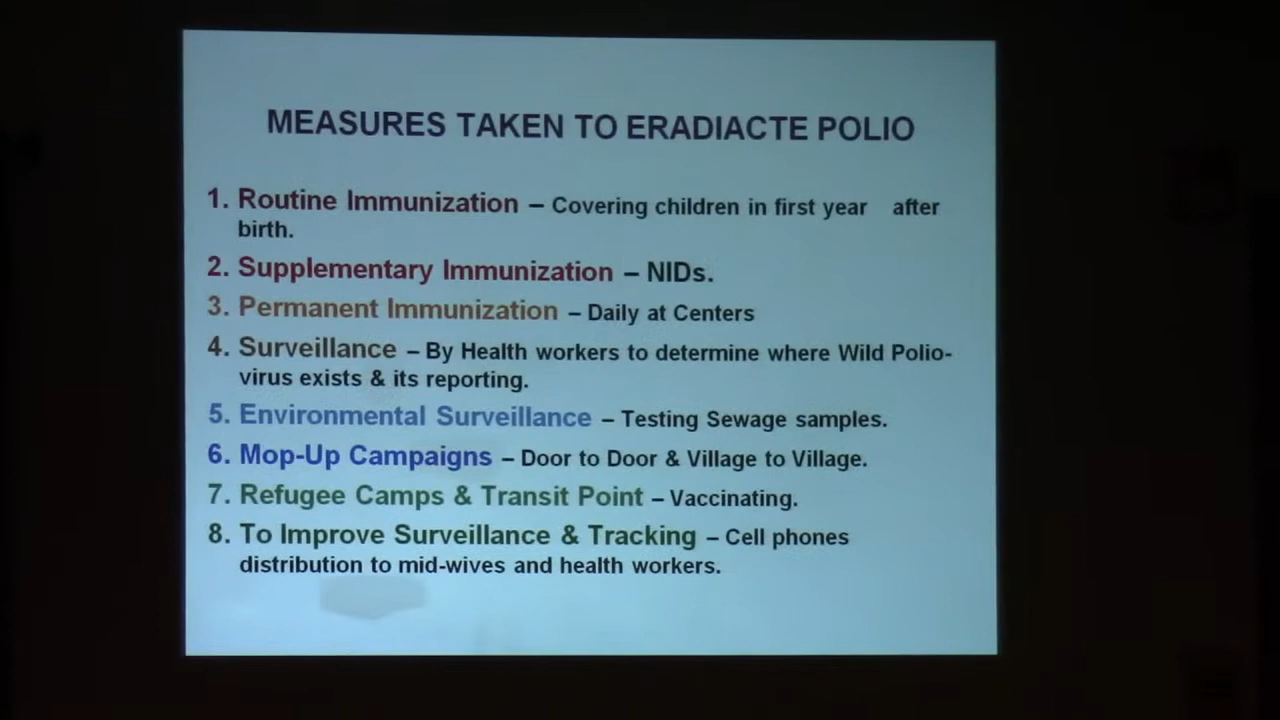 MEASURES TAKEN TO ERADIACTE POLIO
1. Routine Immunization – Covering children in first year after
birth.
2. Supplementary Immunization – NIDs.
3. Permanent Immunization – Daily at Centers
4. Surveillance – By Health workers to determine where Wild Polio-
virus exists & its reporting.
5. Environmental Surveillance – Testing Sewage samples.
6. Mop-Up Campaigns – Door to Door & Village to Village.
7. Refugee Camps & Transit Point – Vaccinating.
8. To Improve Surveillance & Tracking – Cell phones
distribution to mid-wives and health workers.